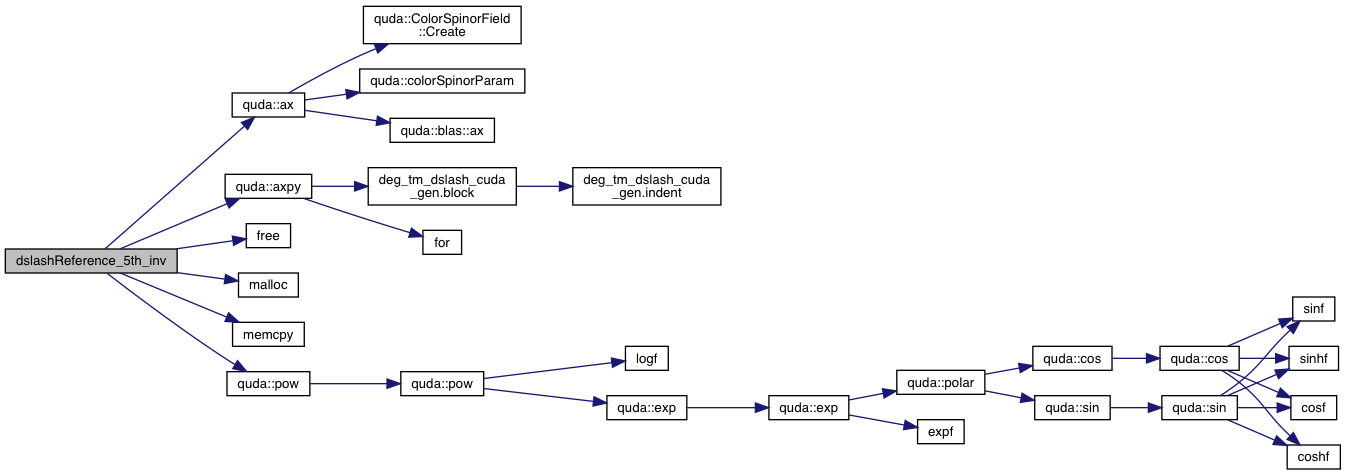 quda::ColorSpinorField
::Create
quda::colorSpinorParam
quda::ax
quda::blas::ax
quda::axpy
deg_tm_dslash_cuda
_gen.block
deg_tm_dslash_cuda
_gen.indent
free
for
dslashReference_5th_inv
malloc
memcpy
quda::pow
quda::pow
logf
quda::exp
quda::exp
quda::polar
expf
quda::cos
quda::sin
quda::cos
quda::sin
sinf
sinhf
cosf
coshf